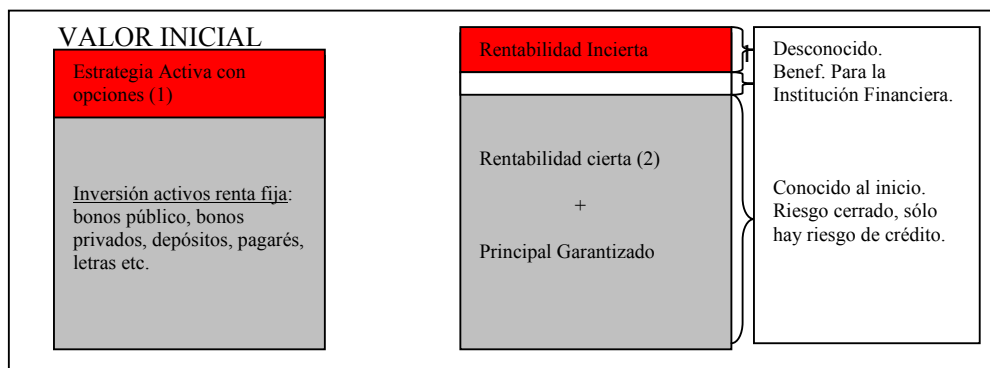 VALOR INICIAL
Estrategia Activa con
opciones (1)
Inversión activos renta fija:
bonos público, bonos
privados, depósitos, pagarés,
letras etc.
Rentabilidad Incierta
Rentabilidad cierta (2)
+
Principal Garantizado
Desconocido.
Benef. Para la
Institución Financiera.
Conocido al inicio.
Riesgo cerrado, sólo
hay riesgo de crédito.